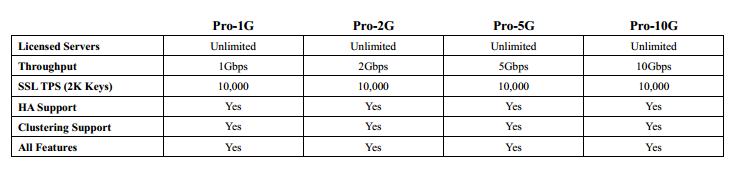 Pro-1G Pro-2G Pro-5G Pro-10G
Licensed Servers Unlimited Unlimited Unlimited Unlimited
Throughput 1Gbps 2Gbps 5Gbps 10Gbps
SSL TPS (2K Keys) 10,000 10,000 10,000 10,000
HA Support Yes Yes Yes Yes
Clustering Support Yes Yes Yes Yes
All Features Yes Yes Yes Yes